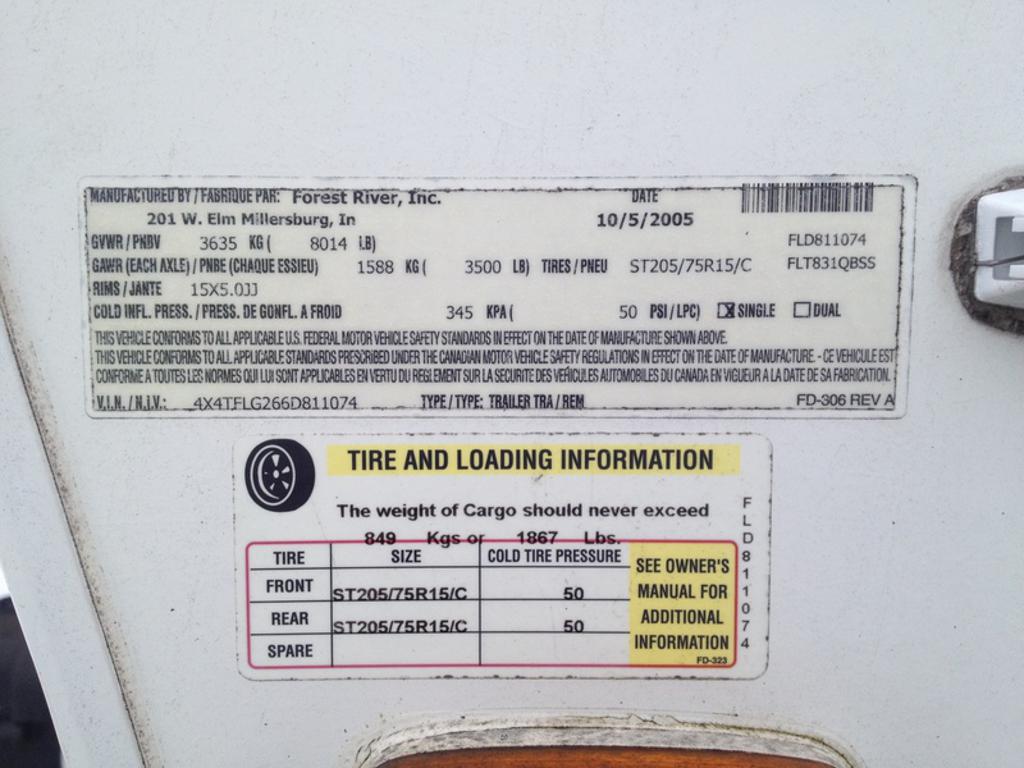 MANUFACTURED BY / FABRIQUE PAR: Forest River, Inc. DATE
201 W. Elm Millersburg, In 10/5/2005
GVWR / PNBV 3635 KG ( 8014 LB) FLD811074
GAWR (EACH AXLE) / PNBE (CHAQUE ESSIEU) 1588 KG ( 3500 LB) TIRES / PNEU ST205/75R15/C FLT831QBSS
RIMS / JANTE 15X5.0JJ
COLD INFL. PRESS. / PRESS. DE GONFL. A FROID 345 KPA ( 50 PSI / LPC) ☒ SINGLE ☐ DUAL
THIS VEHICLE CONFORMS TO ALL APPLICABLE U.S. FEDERAL MOTOR VEHICLE SAFETY STANDARDS IN EFFECT ON THE DATE OF MANUFACTURE SHOWN ABOVE.
THIS VEHICLE CONFORMS TO ALL APPLICABLE STANDARDS PRESCRIBED UNDER THE CANADIAN MOTOR VEHICLE SAFETY REGULATIONS IN EFFECT ON THE DATE OF MANUFACTURE. - CE VEHICULE EST
CONFORME A TOUTES LES NORMES QUI LUI SONT APPLICABLES EN VERTU DU REGLEMENT SUR LA SECURITE DES VEHICULES AUTOMOBILES DU CANADA EN VIGUEUR A LA DATE DE SA FABRICATION.
V.I.N. / N.I.V.: 4X4TFLG266D811074 TYPE / TYPE: TRAILER TRA / REM FD-306 REV A
TIRE AND LOADING INFORMATION
The weight of Cargo should never exceed
849 Kgs or 1867 Lbs.
TIRE SIZE COLD TIRE PRESSURE
FRONT ST205/75R15/C 50
REAR ST205/75R15/C 50
SPARE
SEE OWNER'S
MANUAL FOR
ADDITIONAL
INFORMATION
FD-323
FLD811074